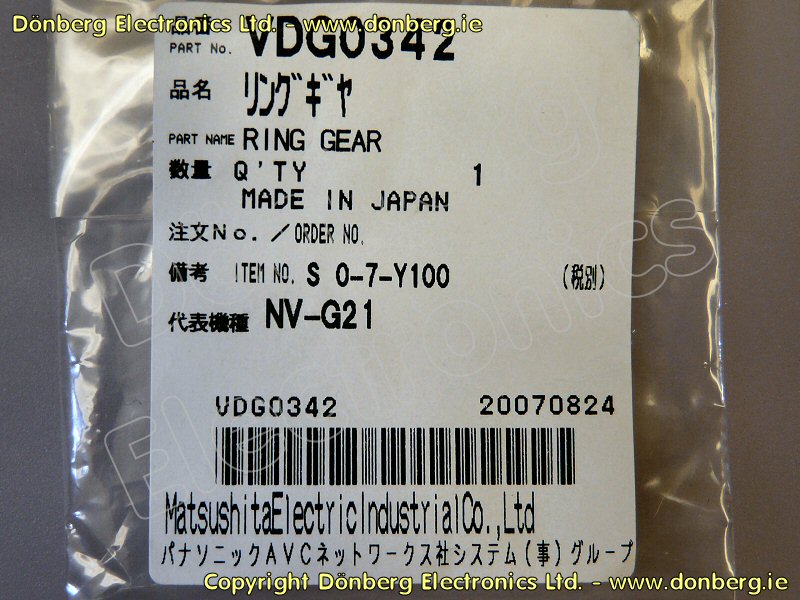 Dönberg Electronics Ltd. - www.donberg.ie
PART No. VDG0342
品名 リングギヤ
PART NAME RING GEAR
数量 Q'TY 1
MADE IN JAPAN
注文No./ORDER NO.
備考 ITEM NO. S 0-7-Y100 (税別)
代表機種 NV-G21
VDG0342 20070824
MatsushitaElectricIndustrialCo.,Ltd
パナソニックAVCネットワークス社システム(事)グループ
Dönberg Electronics
Copyright Dönberg Electronics Ltd. - www.donberg.ie